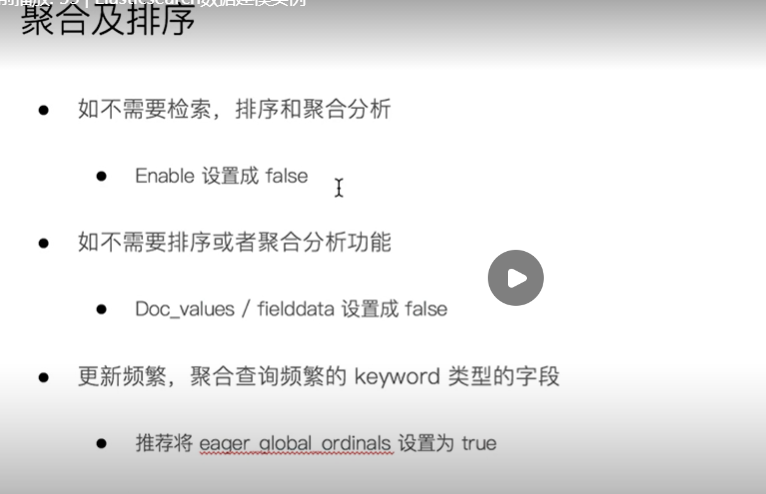 前播放: 55 | Elasticsearch数据建模实例
聚合及排序
如不需要检索，排序和聚合分析
Enable 设置成 false
如不需要排序或者聚合分析功能
Doc_values / fielddata 设置成 false
更新频繁，聚合查询频繁的 keyword 类型的字段
推荐将 eager_global_ordinals 设置为 true